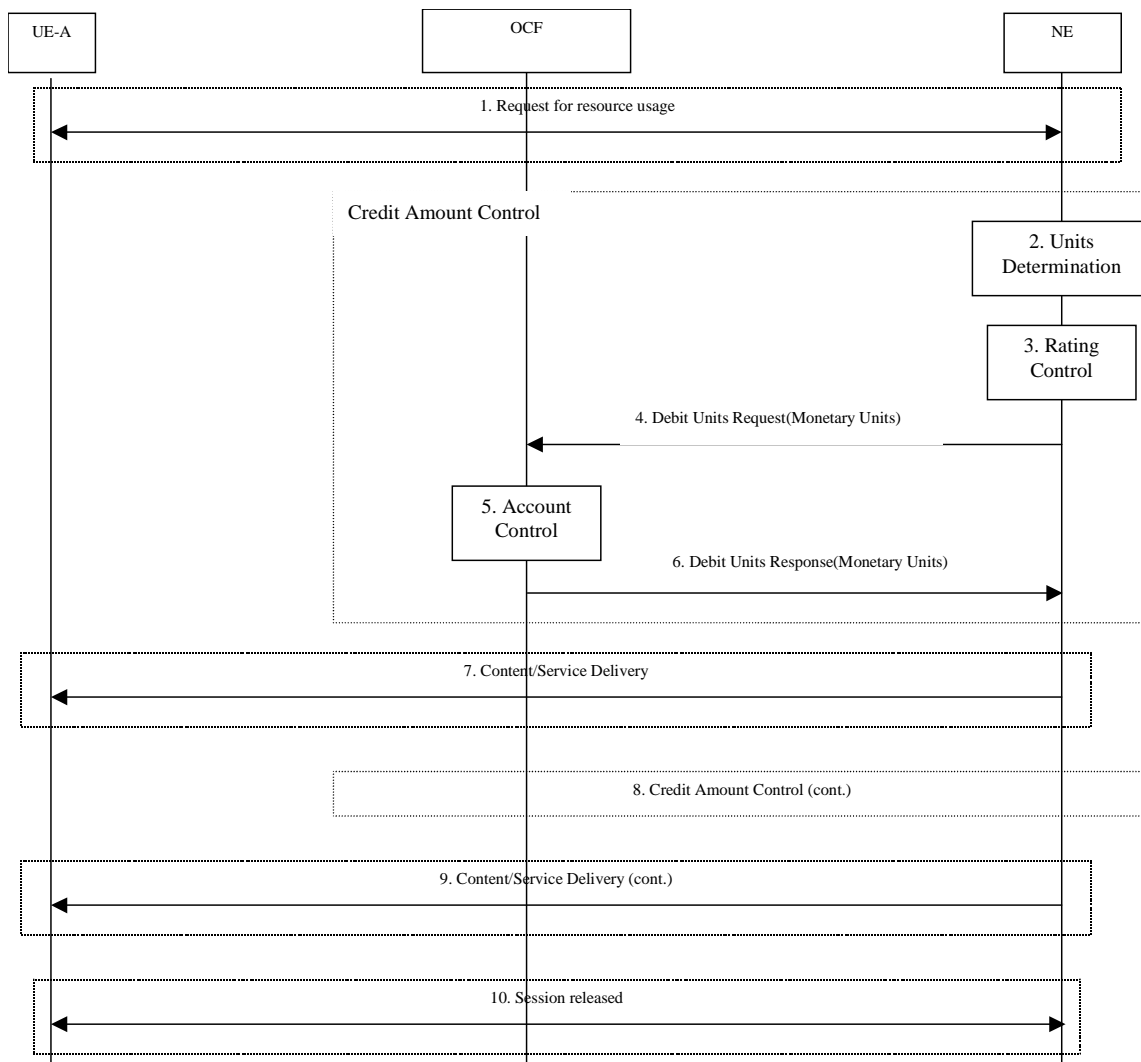 UE-A
OCF
NE
1. Request for resource usage
Credit Amount Control
2. Units
Determination
3. Rating
Control
4. Debit Units Request(Monetary Units)
5. Account
Control
6. Debit Units Response(Monetary Units)
7. Content/Service Delivery
8. Credit Amount Control (cont.)
9. Content/Service Delivery (cont.)
10. Session released